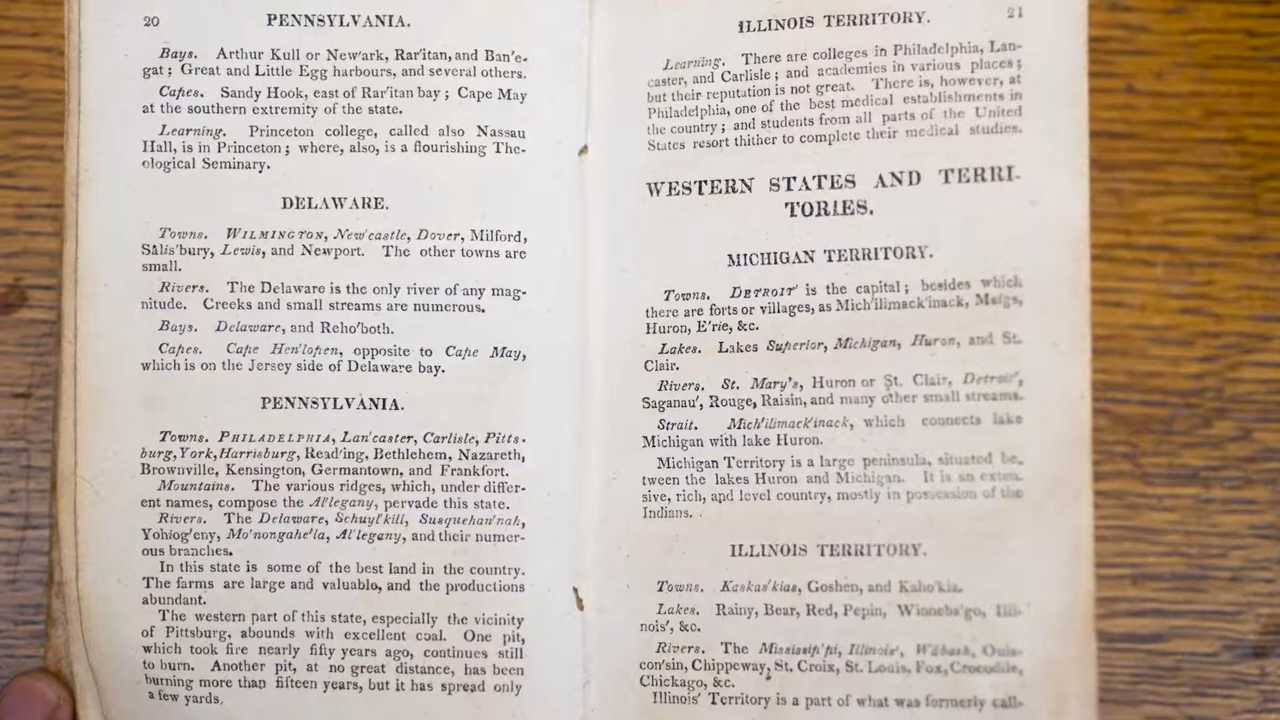 20 PENNSYLVANIA.
Bays. Arthur Kull or New'ark, Rar'itan, and Ban'e-
gat; Great and Little Egg harbours, and several others.
Capes. Sandy Hook, east of Rar'itan bay; Cape May
at the southern extremity of the state.
Learning. Princeton college, called also Nassau
Hall, is in Princeton; where, also, is a flourishing The-
ological Seminary.
DELAWARE.
Towns. WILMINGTON, New'castle, Dover, Milford,
Salis'bury, Lewis, and Newport. The other towns are
small.
Rivers. The Delaware is the only river of any mag-
nitude. Creeks and small streams are numerous.
Bays. Delaware, and Reho'both.
Capes. Cape Hen'lopen, opposite to Cape May,
which is on the Jersey side of Delaware bay.
PENNSYLVANIA.
Towns. PHILADELPHIA, Lan'caster, Carlisle, Pitts-
burg, York, Harrisburg, Read'ing, Bethlehem, Nazareth,
Brownville, Kensington, Germantown, and Frankfort.
Mountains. The various ridges, which, under differ-
ent names, compose the Al'legany, pervade this state.
Rivers. The Delaware, Schuyl'kill, Susquehan'nah,
Yohiog'eny, Mo'nongahe'la, Al'legany, and their numer-
ous branches.
In this state is some of the best land in the country.
The farms are large and valuable, and the productions
abundant.
The western part of this state, especially the vicinity
of Pittsburg, abounds with excellent coal. One pit,
which took fire nearly fifty years ago, continues still
to burn. Another pit, at no great distance, has been
burning more than fifteen years, but it has spread only
a few yards.
ILLINOIS TERRITORY. 21
Learning. There are colleges in Philadelphia, Lan-
caster, and Carlisle; and academies in various places;
but their reputation is not great. There is, however, at
Philadelphia, one of the best medical establishments in
the country; and students from all parts of the United
States resort thither to complete their medical studies.
WESTERN STATES AND TERRI-
TORIES.
MICHIGAN TERRITORY.
Towns. DETROIT' is the capital; besides which
there are forts or villages, as Mich'ilimack'inack, Meigs,
Huron, E'rie, &c.
Lakes. Lakes Superior, Michigan, Huron, and St.
Clair.
Rivers. St. Mary's, Huron or St. Clair, Detroit',
Saganau', Rouge, Raisin, and many other small streams.
Strait. Mich'ilimack'inack, which connects lake
Michigan with lake Huron.
Michigan Territory is a large peninsula, situated be-
tween the lakes Huron and Michigan. It is an exten-
sive, rich, and level country, mostly in possession of the
Indians.
ILLINOIS TERRITORY.
Towns. Kaskas'kias, Goshen, and Kaho'kia.
Lakes. Rainy, Bear, Red, Pepin, Winneba'go, Illi-
nois', &c.
Rivers. The Mississip'pi, Illinois', Wabash, Ouis-
con'sin, Chippeway, St. Croix, St. Louis, Fox, Crocodile,
Chickago, &c.
Illinois' Territory is a part of what was formerly call-